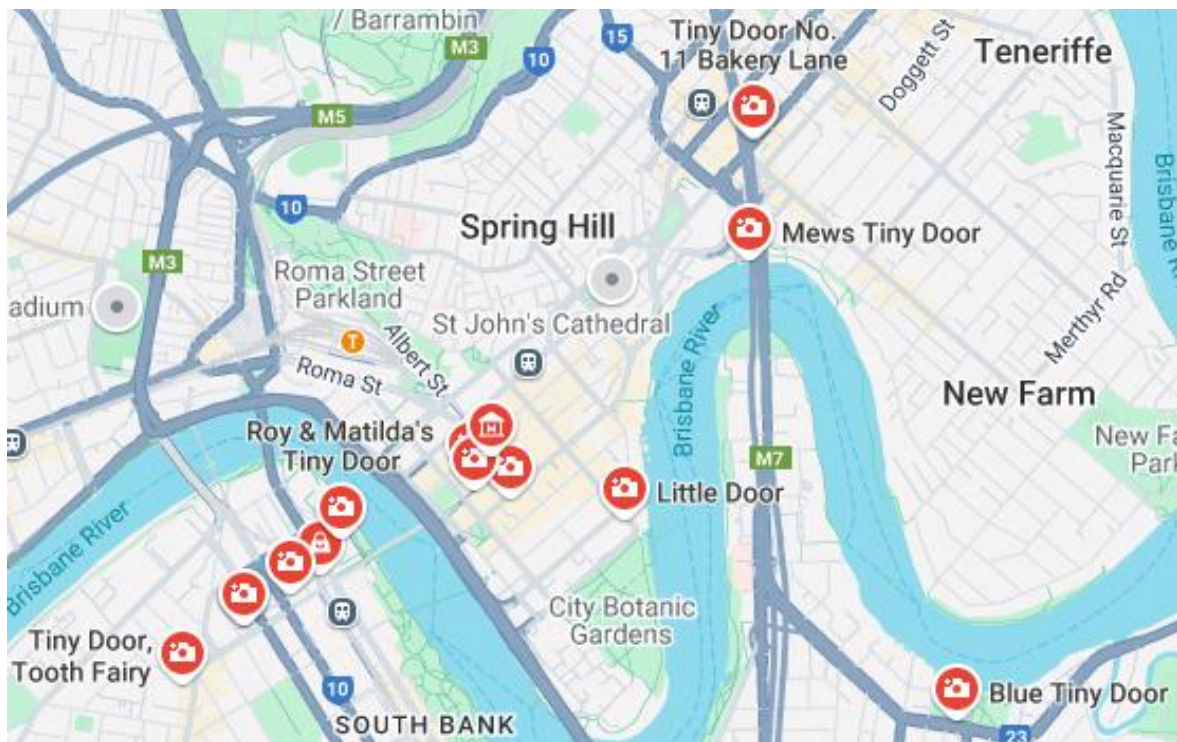 / Barrambin
M3
10
15
Tiny Door No.
11 Bakery Lane
Doggett St
Teneriffe
M5
Macquarie St
Brisbane Ri
10
Spring Hill
Mews Tiny Door
M3
Roma Street
Parkland
adium
St John's Cathedral
T
Albert St
Roma St
Brisbane River
Merthyr Rd
New Farm
Roy & Matilda's
Tiny Door
New Fa
Park
M7
Little Door
Brisbane River
City Botanic
Gardens
Tiny Door,
Tooth Fairy
10
SOUTH BANK
Blue Tiny Door
23